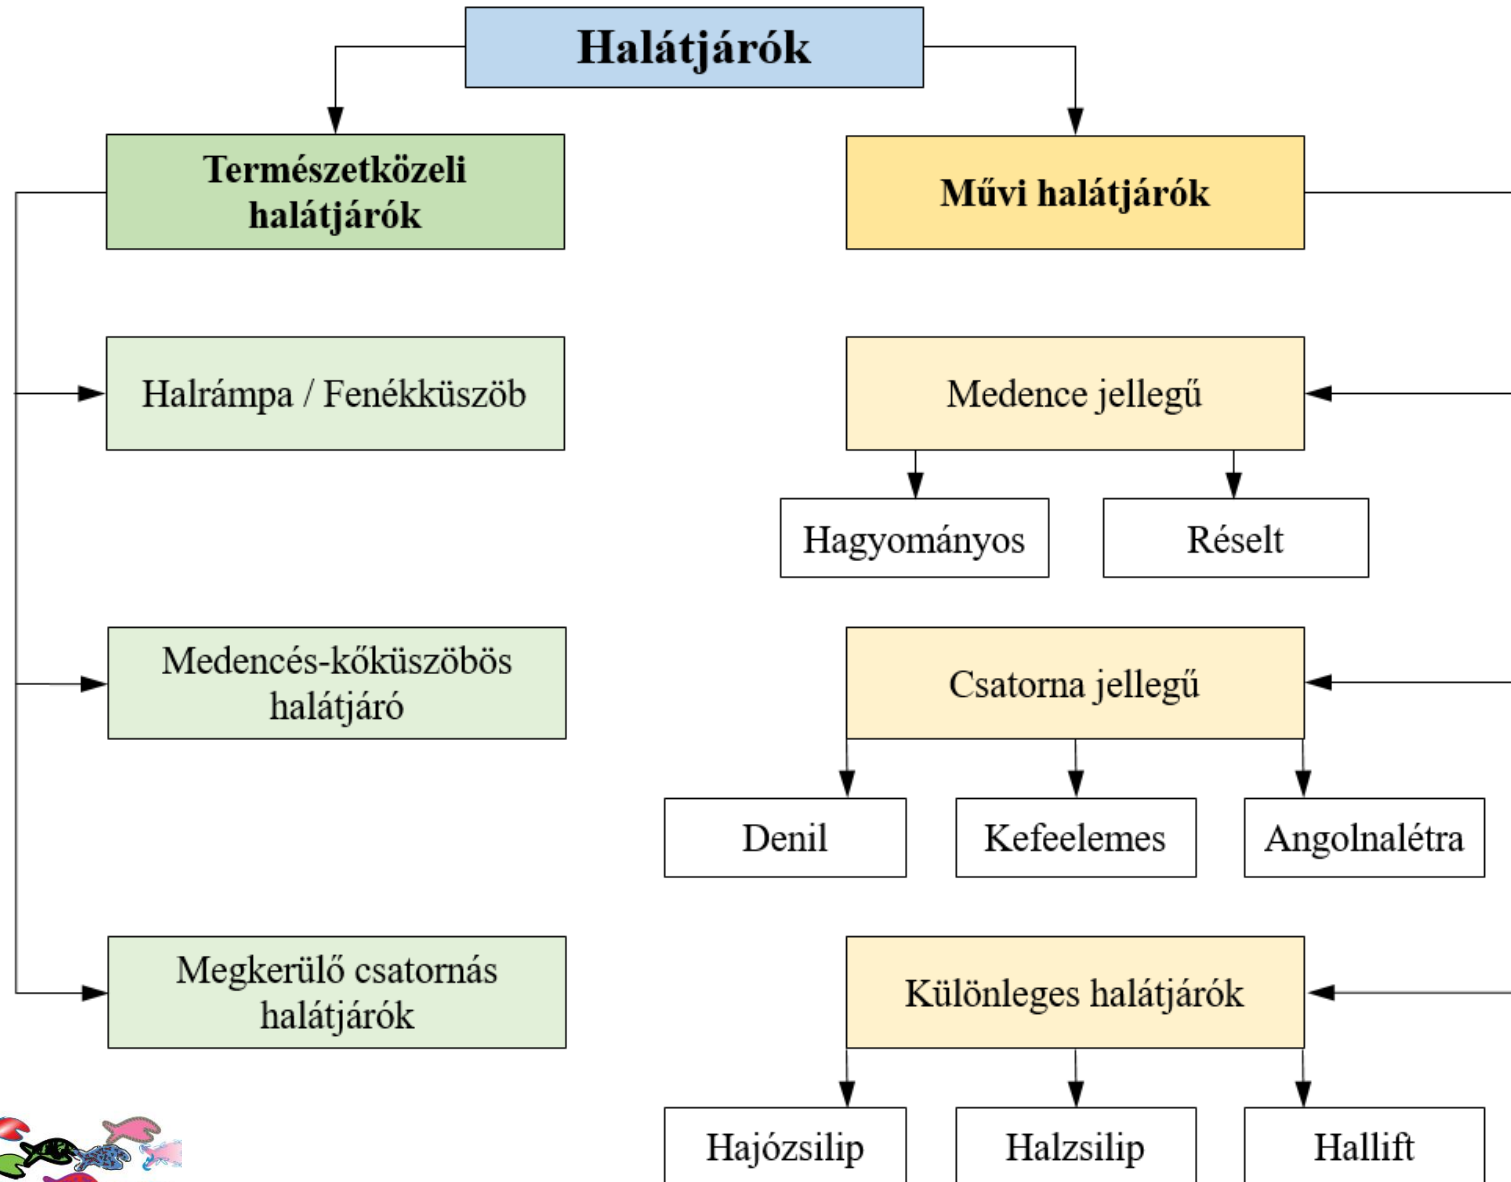 Halátjárók
Természetközeli
halátjárók
Művi halátjárók
Halrámpa / Fenékküszöb
Medence jellegű
Hagyományos
Réselt
Medencés-kőküszöbös
halátjáró
Csatorna jellegű
Denil
Kefeelemes
Angolnalétra
Megkerülő csatornás
halátjárók
Különleges halátjárók
Hajózsilip
Halzsilip
Hallift